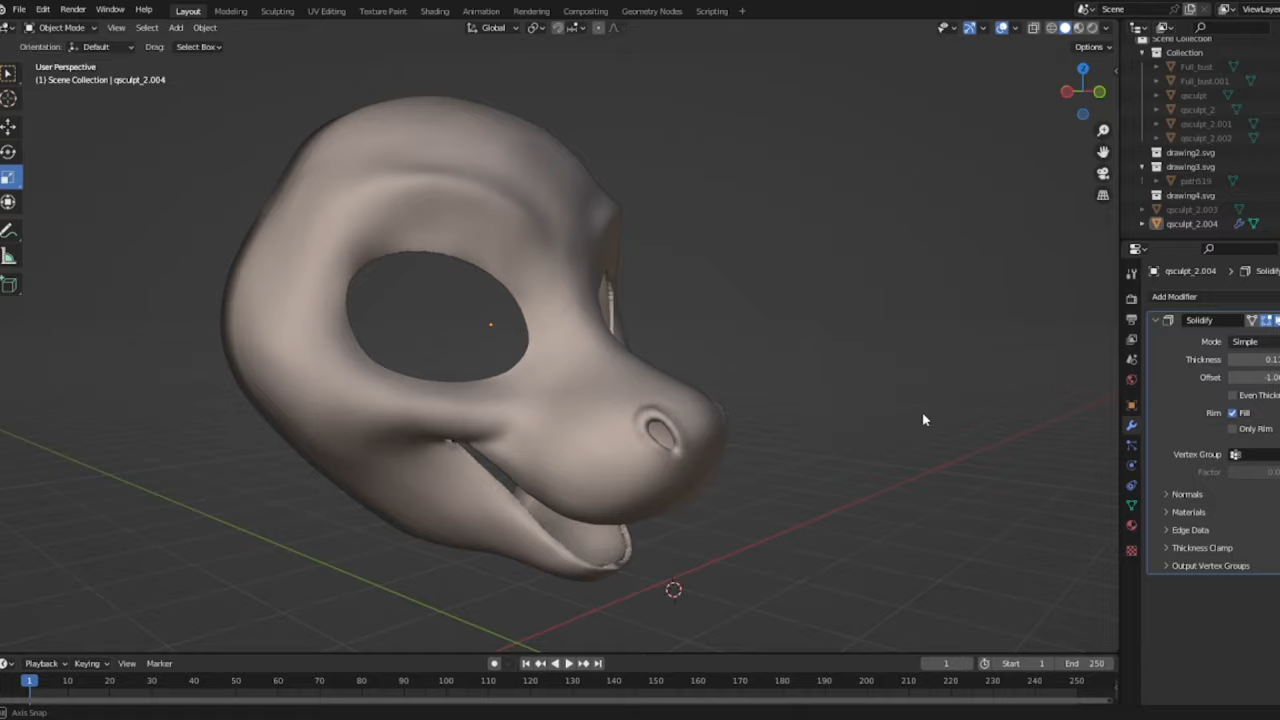 File Edit Render Window Help Layout Modeling Sculpting UV Editing Texture Paint Shading Animation Rendering Compositing Geometry Nodes Scripting + Scene ViewLayer
Object Mode View Select Add Object Global
Orientation: Default Drag: Select Box Options
User Perspective
(1) Scene Collection | qsculpt_2.004
Z
Scene Collection
Collection
Full_bust
Full_bust.001
qsculpt
qsculpt_2
qsculpt_2.001
qsculpt_2.002
drawing2.svg
drawing3.svg
drawing4.svg
qsculpt_2.003
qsculpt_2.004
qsculpt_2.004 > Solidify
Add Modifier
Solidify
Mode Simple
Thickness
Offset
Even Thickn
Rim Fill
Only Rim
Vertex Group
Factor
Normals
Materials
Edge Data
Thickness Clamp
Output Vertex Groups
Playback Keying View Marker 1 Start 1 End 250
1 10 20 30 40 50 60 70 80 90 100 110 120 130 140 150 160 170 180 190 200 210 220 230 240 250
Axis Snap